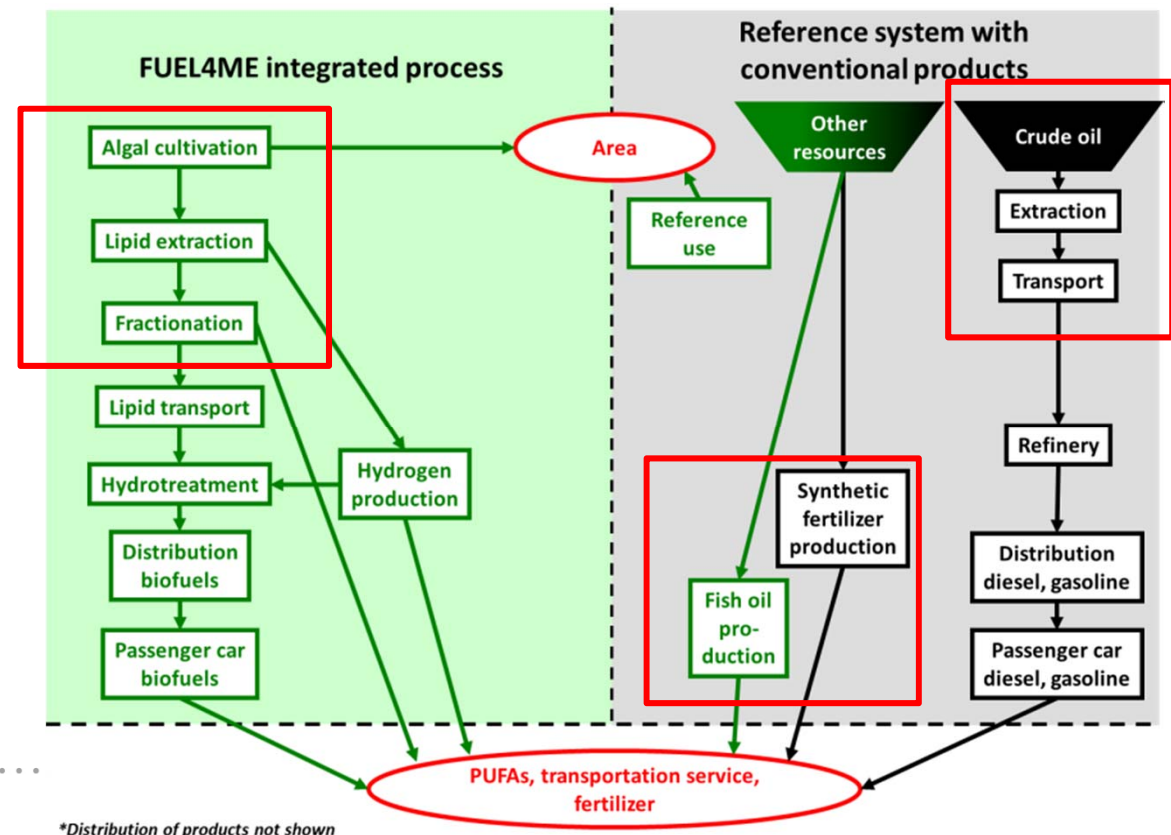 FUEL4ME integrated process
Algal cultivation
Lipid extraction
Fractionation
Lipid transport
Hydrotreatment
Hydrogen
production
Distribution
biofuels
Passenger car
biofuels
Area
Reference system with
conventional products
Reference
use
Other
resources
Synthetic
fertilizer
production
Fish oil
pro-
duction
Crude oil
Extraction
Transport
Refinery
Distribution
diesel, gasoline
Passenger car
diesel, gasoline
PUFAs, transportation service,
fertilizer
*Distribution of products not shown